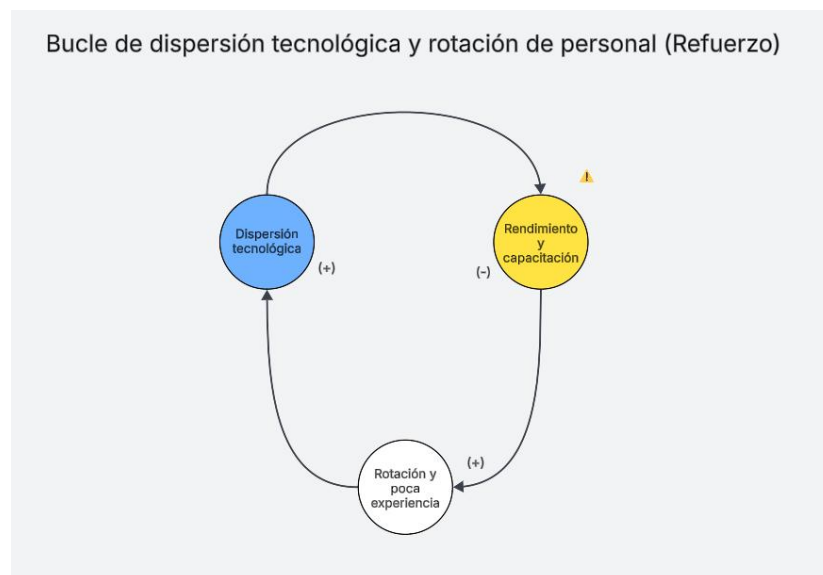 Bucle de dispersión tecnológica y rotación de personal (Refuerzo)
Dispersión
tecnológica
(+)
Rendimiento
y
capacitación
(-)
Rotación y
poca
experiencia
(+)